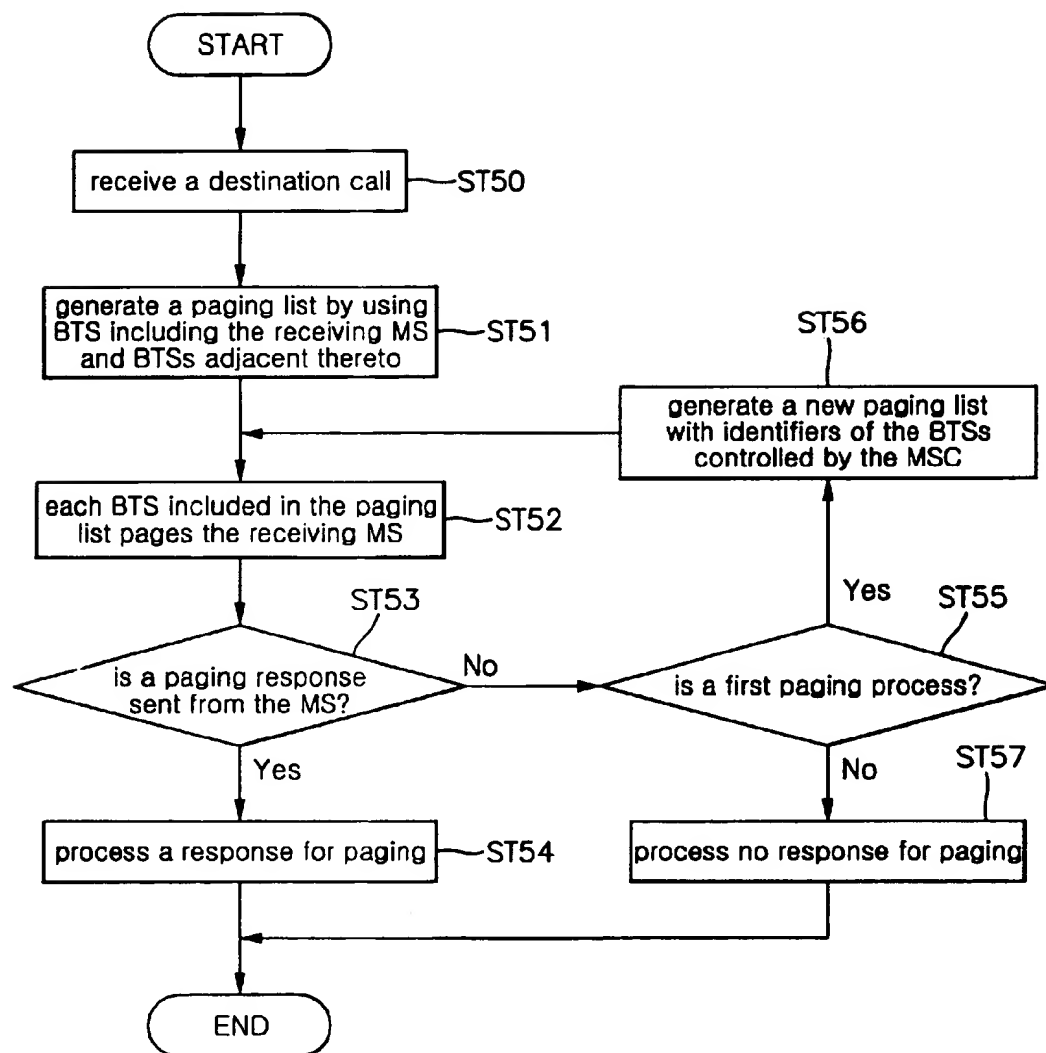 START
receive a destination call
ST50
generate a paging list by using
BTS including the receiving MS
and BTSs adjacent thereto
ST51
ST56
generate a new paging list
with identifiers of the BTSs
controlled by the MSC
each BTS included in the paging
list pages the receiving MS
ST52
ST53
is a paging response
sent from the MS?
No
Yes
ST55
is a first paging process?
Yes
No
ST57
process a response for paging
ST54
process no response for paging
END